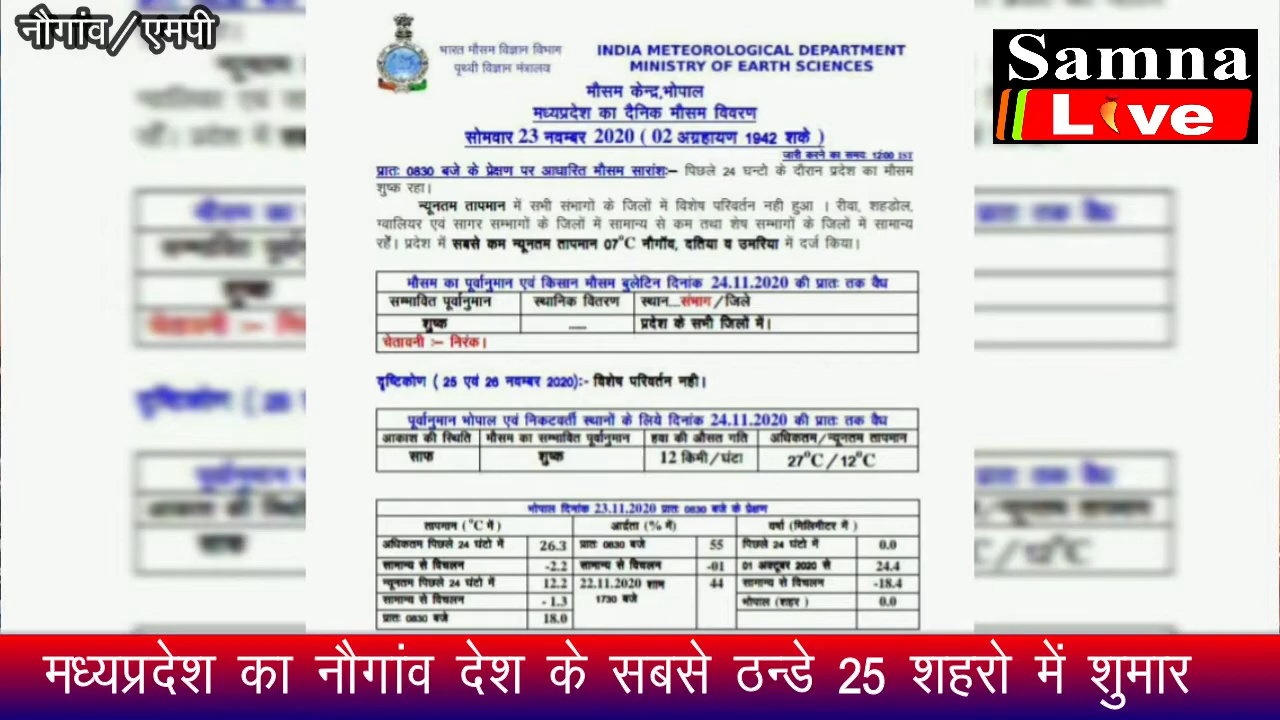 नौगांव/एमपी
Samna
Live
भारत मौसम विज्ञान विभाग
पृथ्वी विज्ञान मंत्रालय
INDIA METEOROLOGICAL DEPARTMENT
MINISTRY OF EARTH SCIENCES
मौसम केन्द्र,भोपाल
मध्यप्रदेश का दैनिक मौसम विवरण
सोमवार 23 नवम्बर 2020 ( 02 अग्रहायण 1942 शके )
जारी करने का समय: 12:00 IST
प्रातः 0830 बजे के प्रेक्षण पर आधारित मौसम सारांशः– पिछले 24 घन्टो के दौरान प्रदेश का मौसम
शुष्क रहा।
न्यूनतम तापमान में सभी संभागों के जिलों में विशेष परिवर्तन नही हुआ । रीवा, शहडोल,
ग्वालियर एवं सागर सम्भागों के जिलों में सामान्य से कम तथा शेष सम्भागों के जिलों में सामान्य
रहें। प्रदेश में सबसे कम न्यूनतम तापमान 07°C नौगाँव, दतिया व उमरिया में दर्ज किया।
मौसम का पूर्वानुमान एवं किसान मौसम बुलेटिन दिनांक 24.11.2020 की प्रातः तक वैध
सम्भावित पूर्वानुमान स्थानिक वितरण स्थान...संभाग/जिले
शुष्क ...... प्रदेश के सभी जिलों में।
चेतावनी :– निरंक।
दृष्टिकोण ( 25 एवं 26 नवम्बर 2020):- विशेष परिवर्तन नही।
पूर्वानुमान भोपाल एवं निकटवर्ती स्थानों के लिये दिनांक 24.11.2020 की प्रातः तक वैध
आकाश की स्थिति मौसम का सम्भावित पूर्वानुमान हवा की औसत गति अधिकतम/न्यूनतम तापमान
साफ शुष्क 12 किमी/घंटा 27°C/12°C
भोपाल दिनांक 23.11.2020 प्रातः 0830 बजे के प्रेक्षण
तापमान (°C में) आर्द्रता (% में) वर्षा (मिलिमीटर में )
अधिकतम पिछले 24 घंटो में 26.3 प्रातः 0830 बजे 55 पिछले 24 घंटो में 0.0
सामान्य से विचलन -2.2 सामान्य से विचलन -01 01 अक्टूबर 2020 से 24.4
न्यूनतम पिछले 24 घंटो में 12.2 22.11.2020 शाम 44 सामान्य से विचलन -18.4
सामान्य से विचलन - 1.3 1730 बजे भोपाल (शहर ) 0.0
प्रातः 0830 बजे 18.0
मध्यप्रदेश का नौगांव देश के सबसे ठन्डे 25 शहरो में शुमार